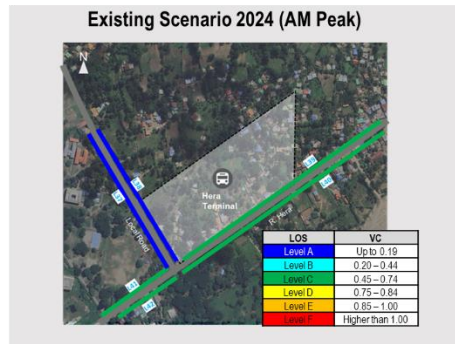 Existing Scenario 2024 (AM Peak)
N
Hera
Terminal
Local Road
R. Hera
L41
L42
LOS VC
Level A Up to 0.19
Level B 0.20 – 0.44
Level C 0.45 – 0.74
Level D 0.75 – 0.84
Level E 0.85 – 1.00
Level F Higher than 1.00